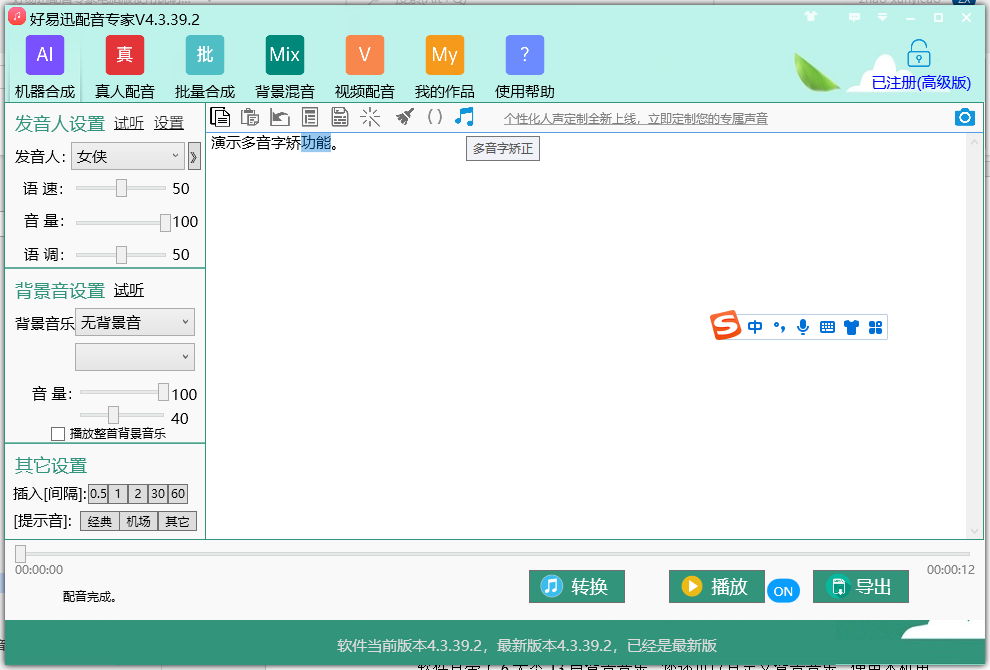 好易迅配音专家V4.3.39.2
AI 真 批 Mix V My ?
机器合成 真人配音 批量合成 背景混音 视频配音 我的作品 使用帮助
已注册(高级版)
发音人设置 试听 设置
个性化人声定制全新上线，立即定制您的专属声音
演示多音字矫功能。
多音字矫正
发音人: 女侠
语 速: 50
音 量: 100
语 调: 50
背景音设置 试听
背景音乐 无背景音
中
音 量: 100
40
播放整首背景音乐
其它设置
插入[间隔]: 0.5 1 2 30 60
[提示音]: 经典 机场 其它
00:00:00
00:00:12
配音完成。
转换 播放 ON 导出
软件当前版本4.3.39.2，最新版本4.3.39.2，已经是最新版